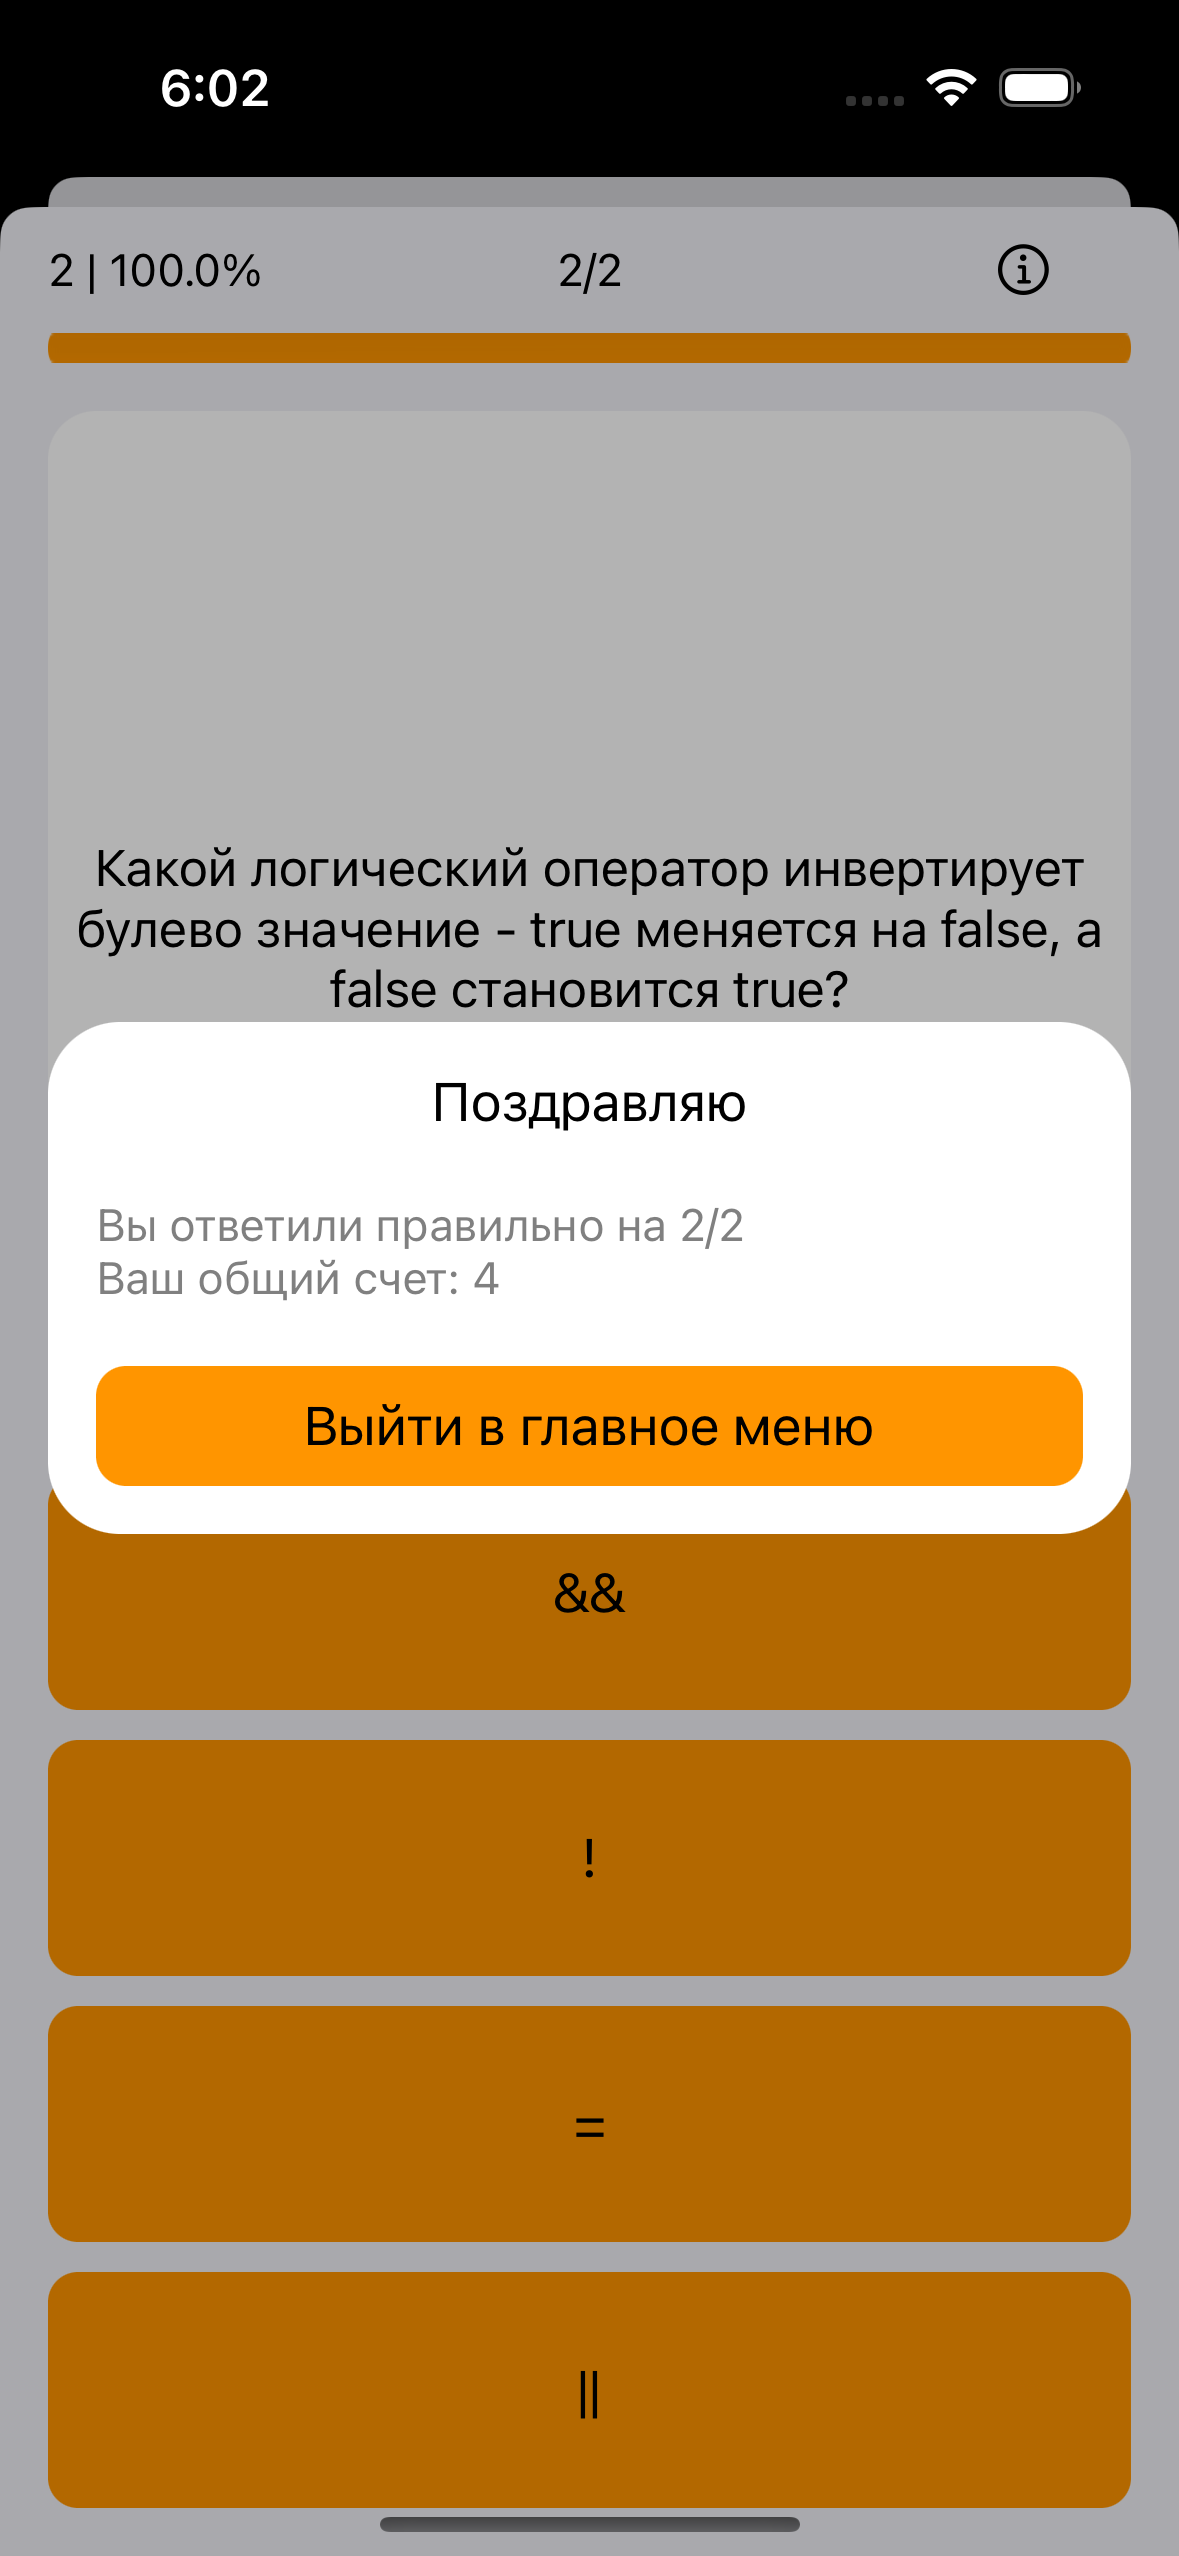 6:02
2 | 100.0%
2/2
Какой логический оператор инвертирует
булево значение - true меняется на false, а
false становится true?
Поздравляю
Вы ответили правильно на 2/2
Ваш общий счет: 4
Выйти в главное меню
&&
!
=
||